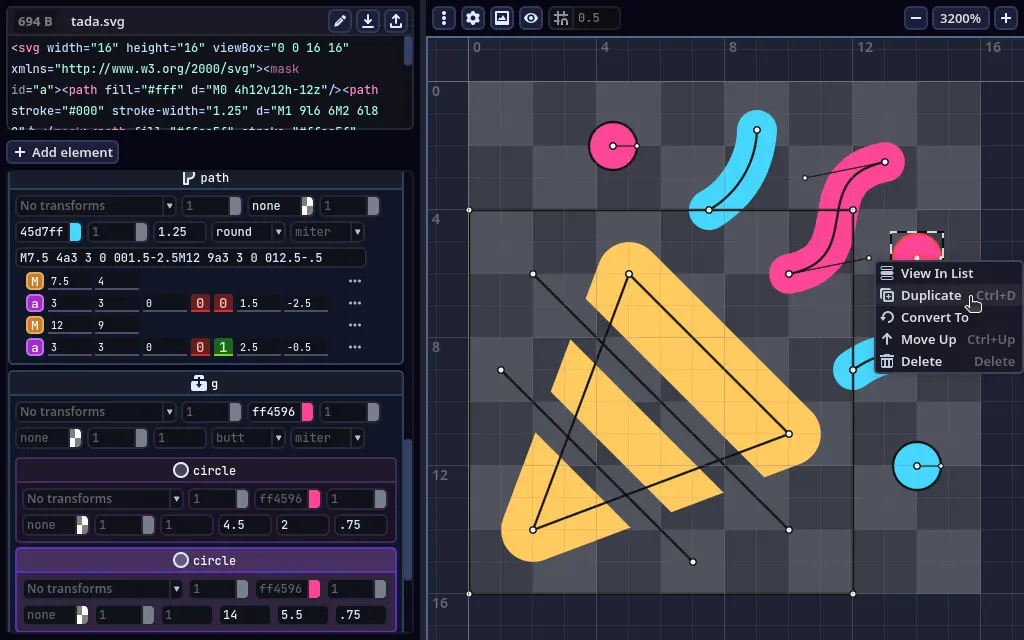 694 B tada.svg
<svg width="16" height="16" viewBox="0 0 16 16"
xmlns="http://www.w3.org/2000/svg"><mask
id="a"><path fill="#fff" d="M0 4h12v12h-12z"/><path
stroke="#000" stroke-width="1.25" d="M1 9l6 6M2 6l8
+ Add element
path
No transforms 1 none 1
45d7ff 1 1.25 round miter
M7.5 4a3 3 0 001.5-2.5M12 9a3 3 0 012.5-.5
M 7.5 4
a 3 3 0 0 0 1.5 -2.5
M 12 9
a 3 3 0 0 1 2.5 -0.5
g
No transforms 1 ff4596 1
none 1 1 butt miter
circle
No transforms 1 ff4596 1
none 1 1 4.5 2 .75
circle
No transforms 1 ff4596 1
none 1 1 14 5.5 .75
0.5
3200%
0 4 8 12 16
0
4
8
12
16
View In List
Duplicate Ctrl+D
Convert To
Move Up Ctrl+Up
Delete Delete